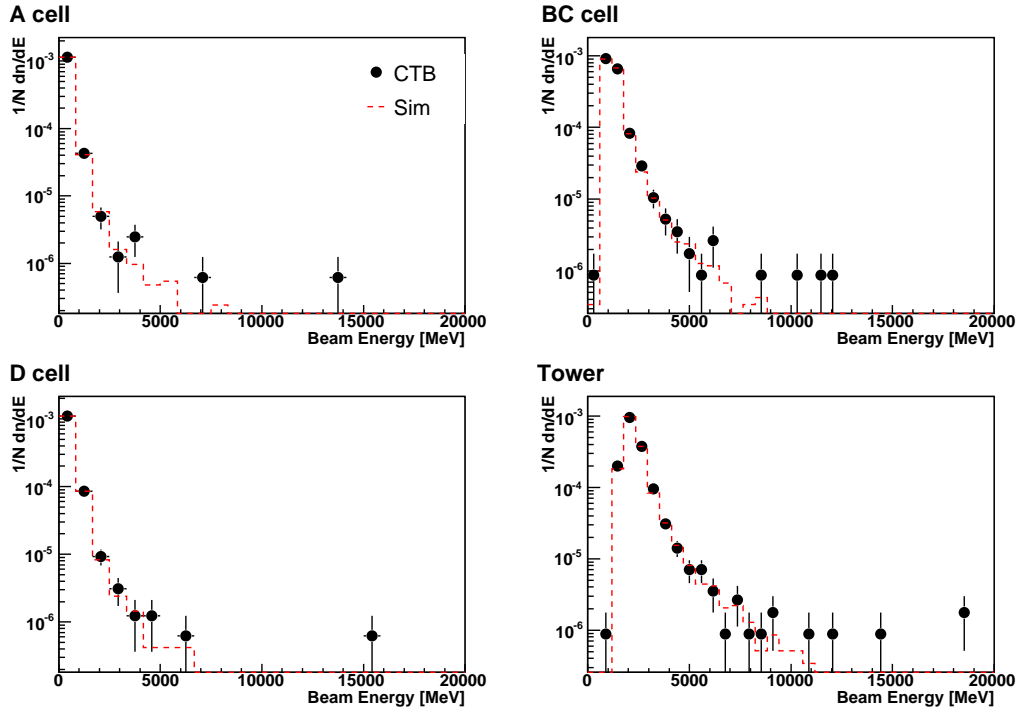 A cell
1/N dn/dE
10⁻³
10⁻⁴
10⁻⁵
10⁻⁶
CTB
Sim
0 5000 10000 15000 20000
Beam Energy [MeV]
BC cell
1/N dn/dE
10⁻³
10⁻⁴
10⁻⁵
10⁻⁶
0 5000 10000 15000 20000
Beam Energy [MeV]
D cell
1/N dn/dE
10⁻³
10⁻⁴
10⁻⁵
10⁻⁶
0 5000 10000 15000 20000
Beam Energy [MeV]
Tower
1/N dn/dE
10⁻³
10⁻⁴
10⁻⁵
10⁻⁶
0 5000 10000 15000 20000
Beam Energy [MeV]